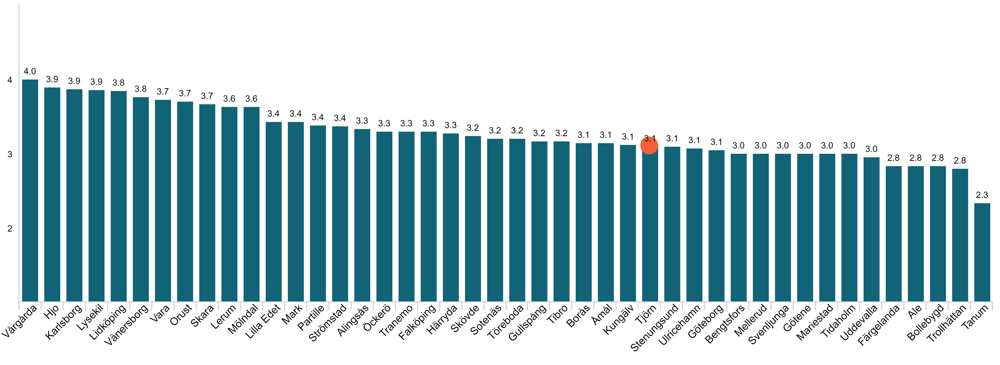 4.0 3.9 3.9 3.9 3.8 3.8 3.7 3.7 3.7 3.6 3.6 3.4 3.4 3.4 3.4 3.3 3.3 3.3 3.3 3.3 3.2 3.2 3.2 3.2 3.2 3.1 3.1 3.1 3.1 3.1 3.1 3.1 3.0 3.0 3.0 3.0 3.0 3.0 3.0 2.8 2.8 2.8 2.8 2.3
4
3
2
Vårgårda
Hjo
Karlsborg
Lysekil
Lidköping
Vänersborg
Vara
Orust
Skara
Lerum
Mölndal
Lilla Edet
Mark
Partille
Strömstad
Alingsås
Öckerö
Tranemo
Falköping
Härryda
Skövde
Sotenäs
Töreboda
Gullspång
Tibro
Borås
Åmål
Kungälv
Tjörn
Stenungsund
Ulricehamn
Göteborg
Bengtsfors
Mellerud
Svenljunga
Götene
Mariestad
Tidaholm
Uddevalla
Färgelanda
Ale
Bollebygd
Trollhättan
Tanum